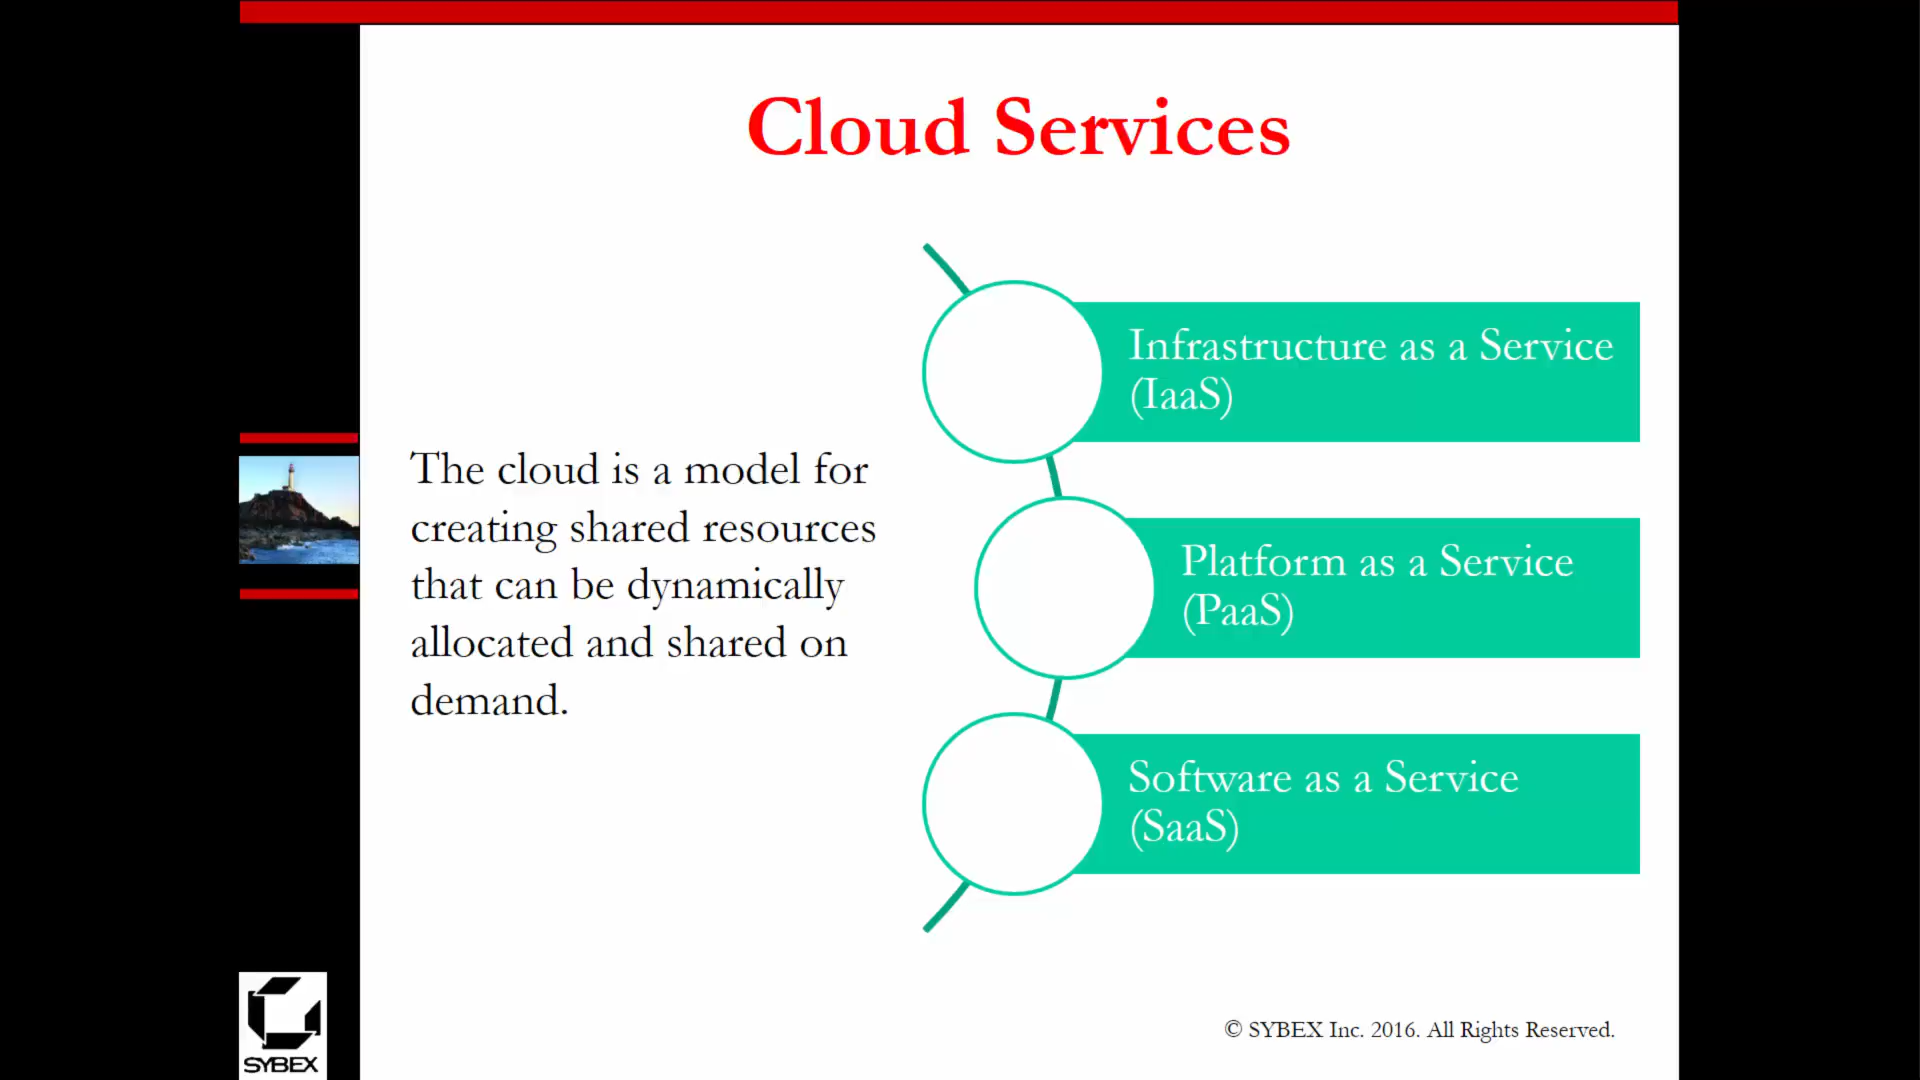 Cloud Services
The cloud is a model for
creating shared resources
that can be dynamically
allocated and shared on
demand.
Infrastructure as a Service
(IaaS)
Platform as a Service
(PaaS)
Software as a Service
(SaaS)
© SYBEX Inc. 2016. All Rights Reserved.
SYBEX